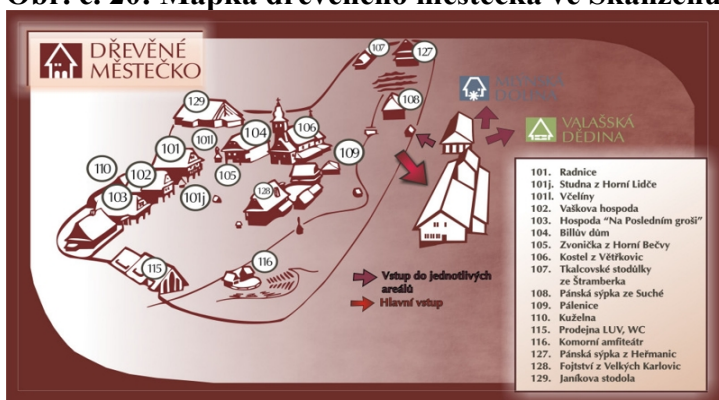 Obr. č. 20: Mapka dřevěného městečka ve Skanzenu
DŘEVĚNÉ
MĚSTEČKO
107
127
129
108
101l
104
106
101
110
102
105
109
103
101j
128
115
116
VALAŠSKÁ
DĚDINA
Vstup do jednotlivých
areálů
Hlavní vstup
101. Radnice
101j. Studna z Horní Lidče
101l. Včelíny
102. Vaškova hospoda
103. Hospoda "Na Posledním groši"
104. Billův dům
105. Zvonička z Horní Bečvy
106. Kostel z Větřkovic
107. Tkalcovské stodůlky
ze Štramberka
108. Pánská sýpka ze Suché
109. Pálenice
110. Kuželna
115. Prodejna LUV, WC
116. Komorní amfiteátr
127. Pánská sýpka z Heřmanic
128. Fojtství z Velkých Karlovic
129. Janíkova stodola